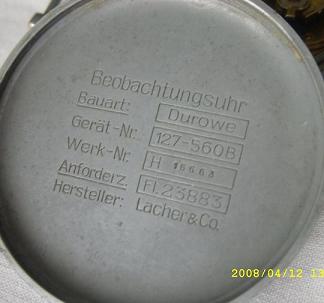 Beobachtungsuhr
Bauart: Durowe
Gerät-Nr. 127-560B
Werk-Nr. H 16663
Anforderz. Fl.23883
Hersteller: Lacher&Co.
2008/04/12 13